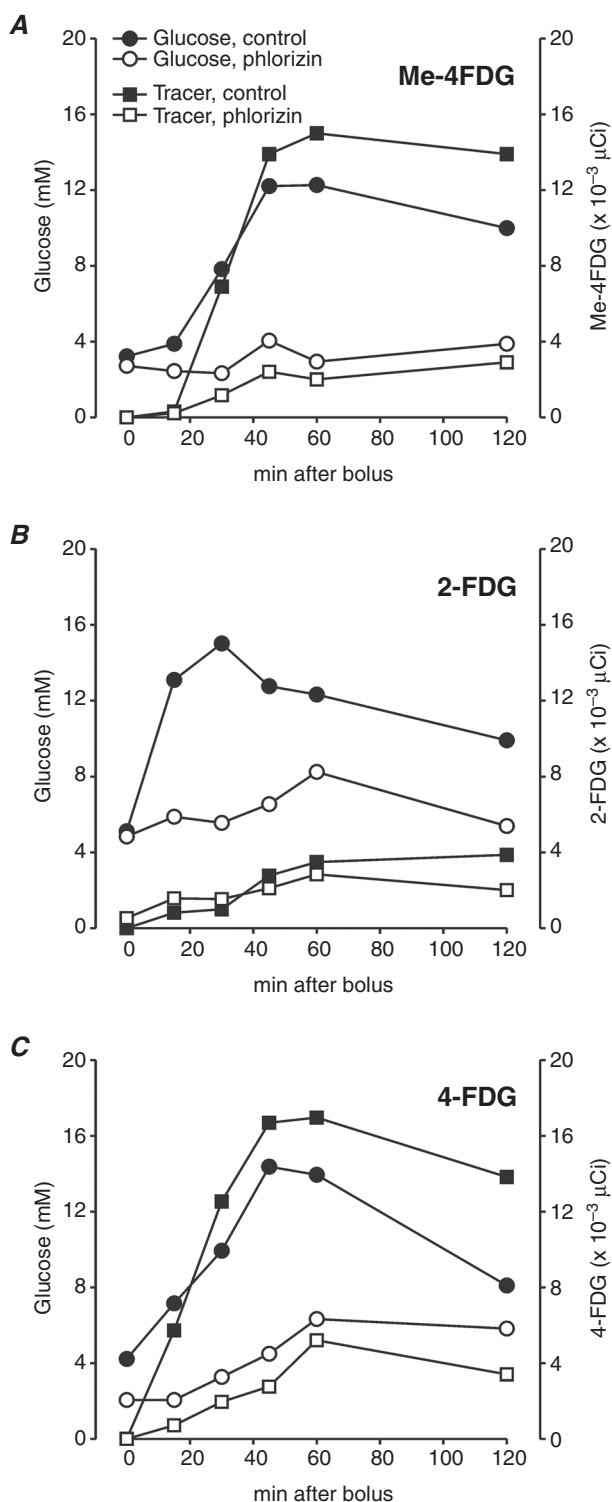 A
Glucose, control
Glucose, phlorizin
Tracer, control
Tracer, phlorizin
Me-4FDG
20
16
12
8
4
0
Glucose (mM)
20
16
12
8
4
0
Me-4FDG (x 10⁻³ μCi)
0 20 40 60 80 100 120
min after bolus
B
2-FDG
20
16
12
8
4
0
Glucose (mM)
20
16
12
8
4
0
2-FDG (x 10⁻³ μCi)
0 20 40 60 80 100 120
min after bolus
C
4-FDG
20
16
12
8
4
0
Glucose (mM)
20
16
12
8
4
0
4-FDG (x 10⁻³ μCi)
0 20 40 60 80 100 120
min after bolus